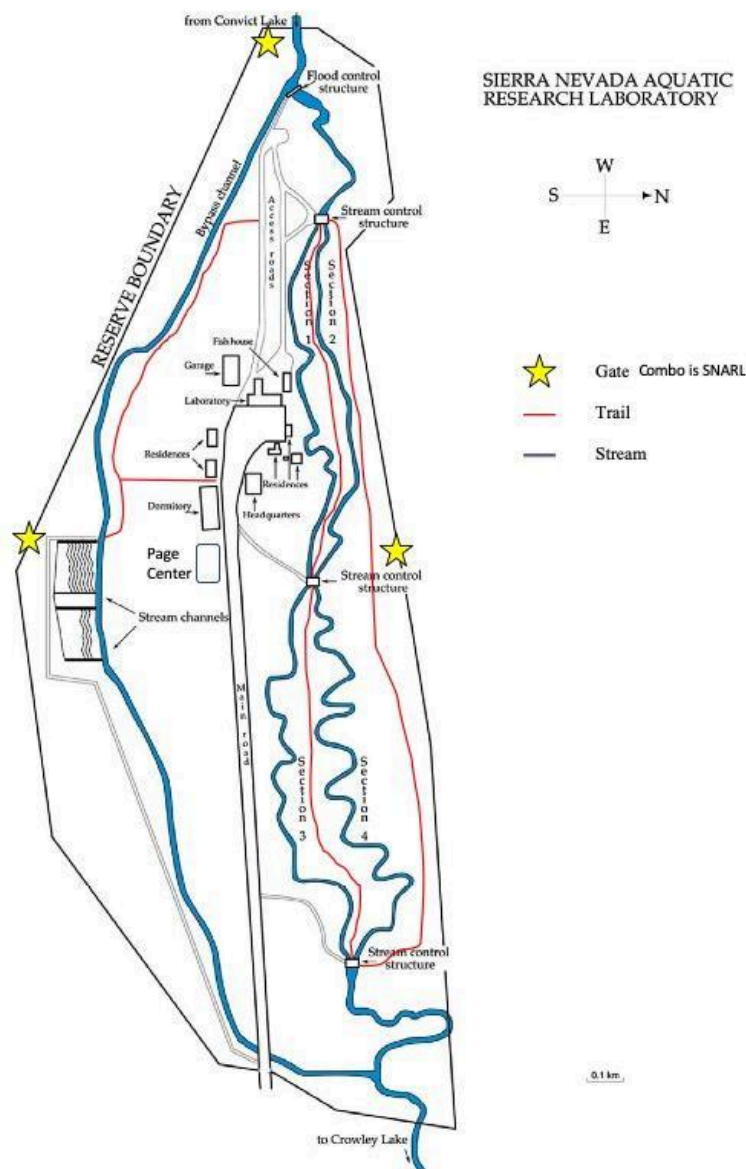 from Convict Lake
Flood control
structure
SIERRA NEVADA AQUATIC
RESEARCH LABORATORY
W
S
N
E
Bypass channel
Access roads
Stream control
structure
RESERVE BOUNDARY
Section 1
Section 2
Fish house
Garage
Laboratory
Gate Combo is SNARL
Trail
Stream
Residences
Residences
Dormitory
Headquarters
Page
Center
Stream control
structure
Stream channels
Main road
Section 3
Section 4
Stream control
structure
0.1 km
to Crowley Lake